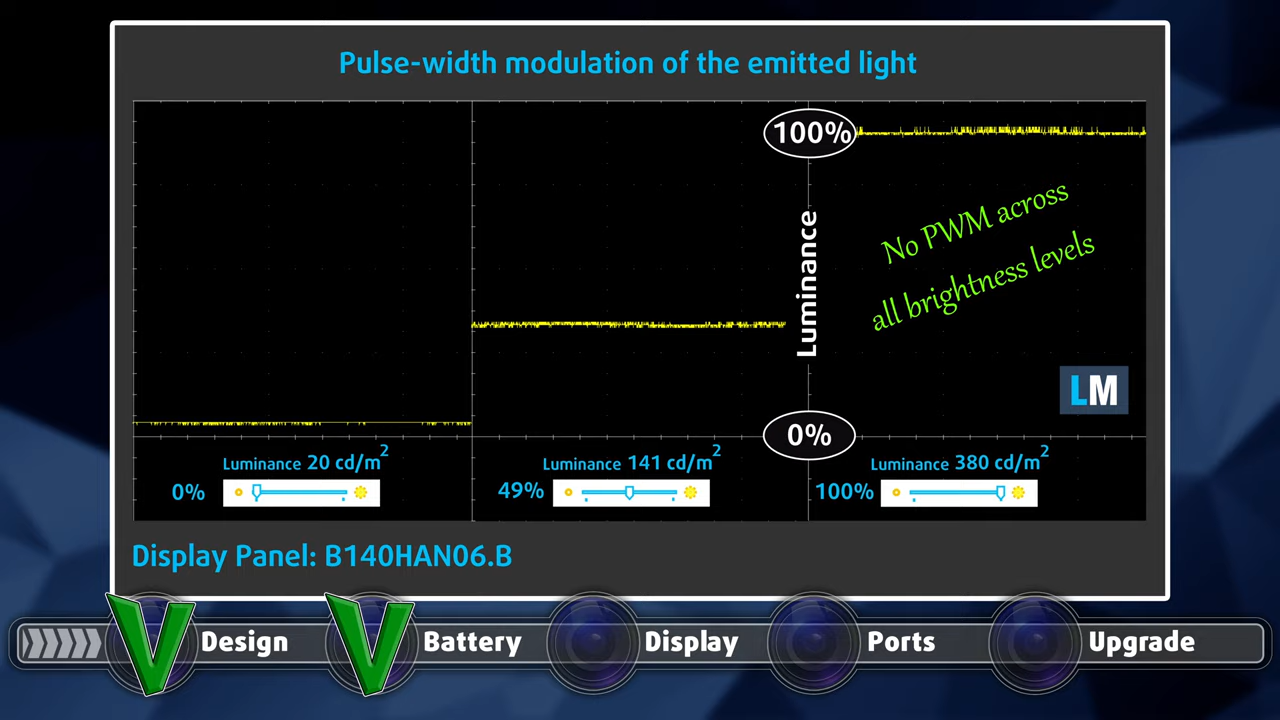 Pulse-width modulation of the emitted light
100%
Luminance
0%
No PWM across
all brightness levels
LM
Luminance 20 cd/m²
0%
Luminance 141 cd/m²
49%
Luminance 380 cd/m²
100%
Display Panel: B140HAN06.B
Design
Battery
Display
Ports
Upgrade